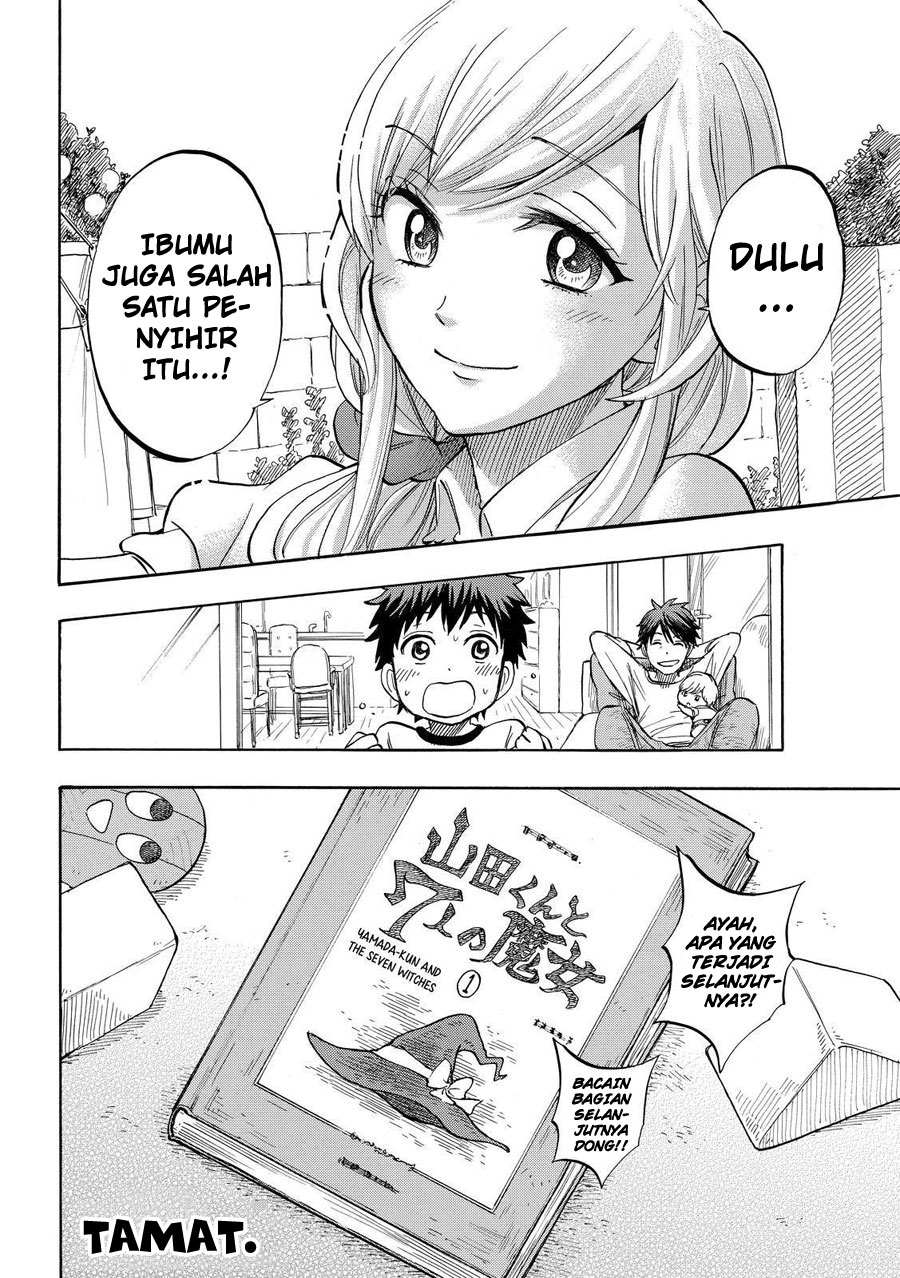 DULU
...
IBUMU
JUGA SALAH
SATU PE-
NYIHIR
ITU...!
山田くんと
7人の魔女
YAMADA-KUN AND
THE SEVEN WITCHES
1
AYAH,
APA YANG
TERJADI
SELANJUT-
NYA?!
BACAIN
BAGIAN
SELAN-
JUTNYA
DONG!!
TAMAT.